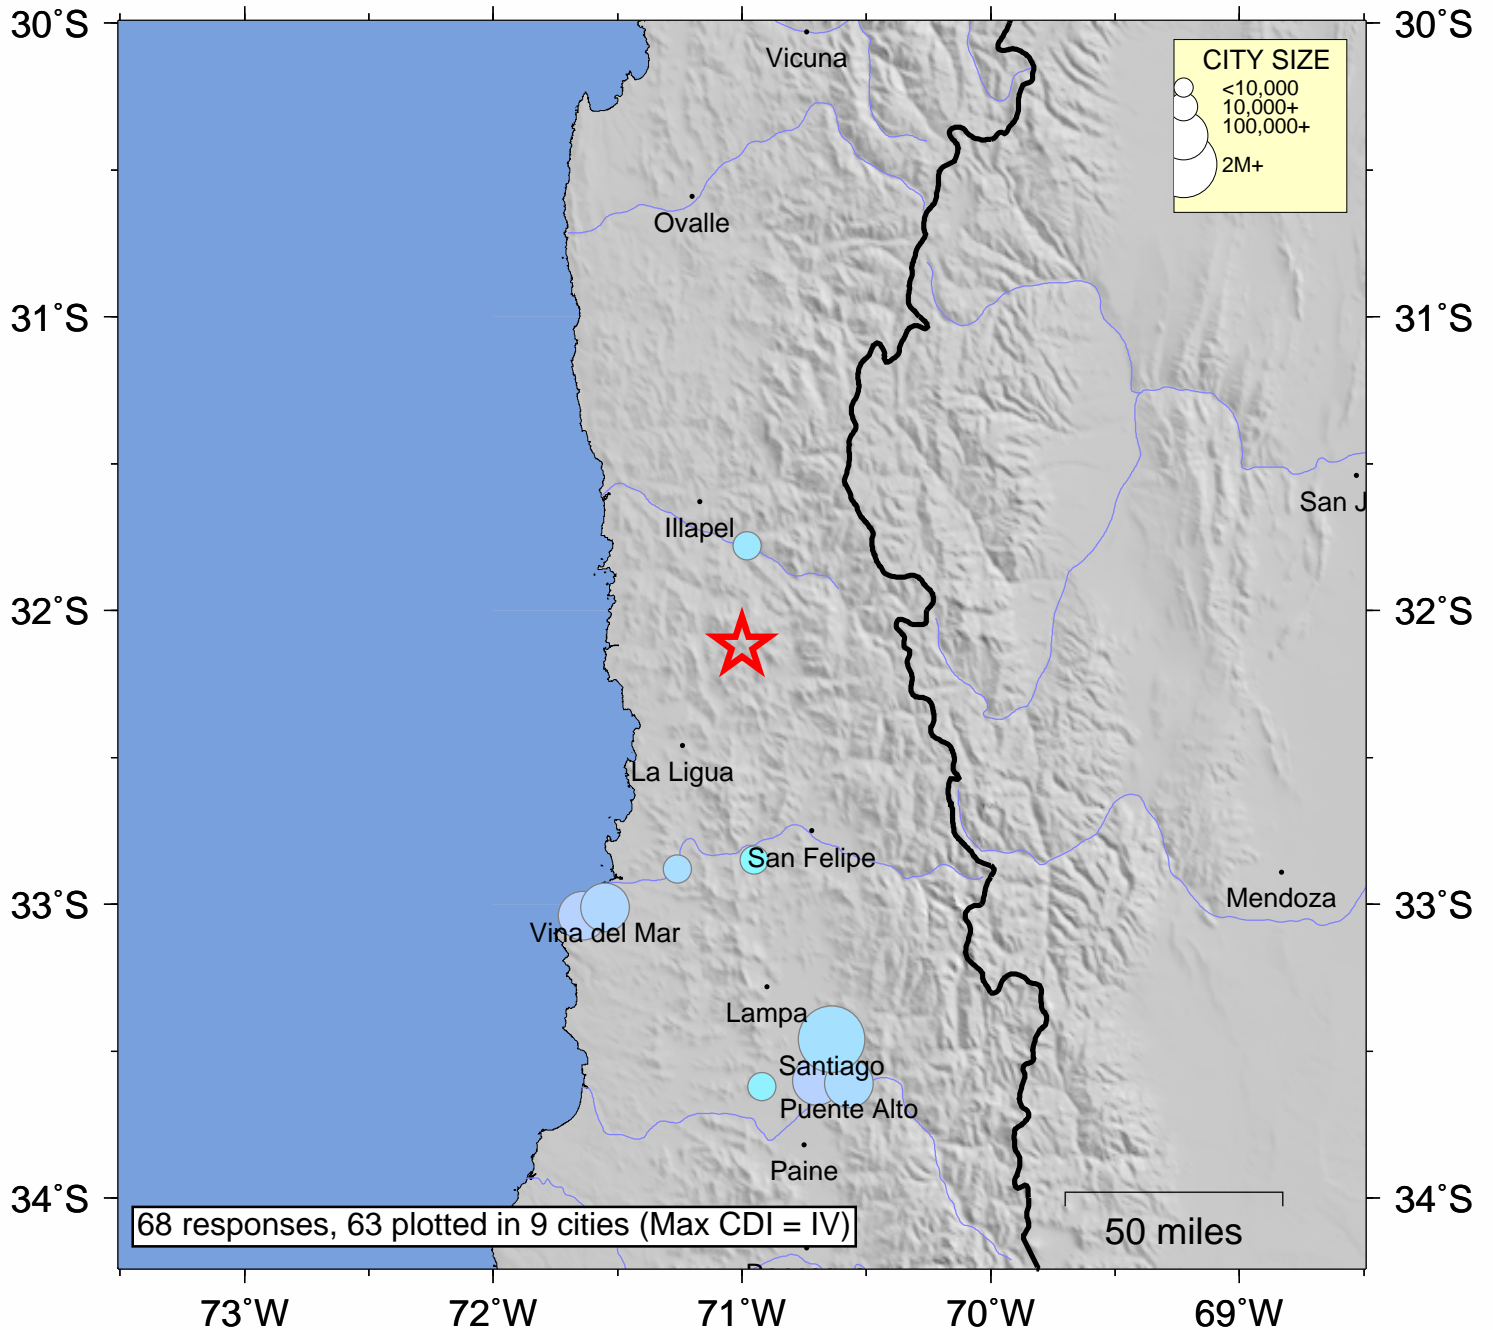 30˚S
30˚S
CITY SIZE
<10,000
10,000+
100,000+
2M+
Vicuna
Ovalle
31˚S
31˚S
San J
Illapel
32˚S
32˚S
La Ligua
San Felipe
Mendoza
33˚S
33˚S
Vina del Mar
Lampa
Santiago
Puente Alto
Paine
34˚S
34˚S
68 responses, 63 plotted in 9 cities (Max CDI = IV)
50 miles
73˚W
72˚W
71˚W
70˚W
69˚W